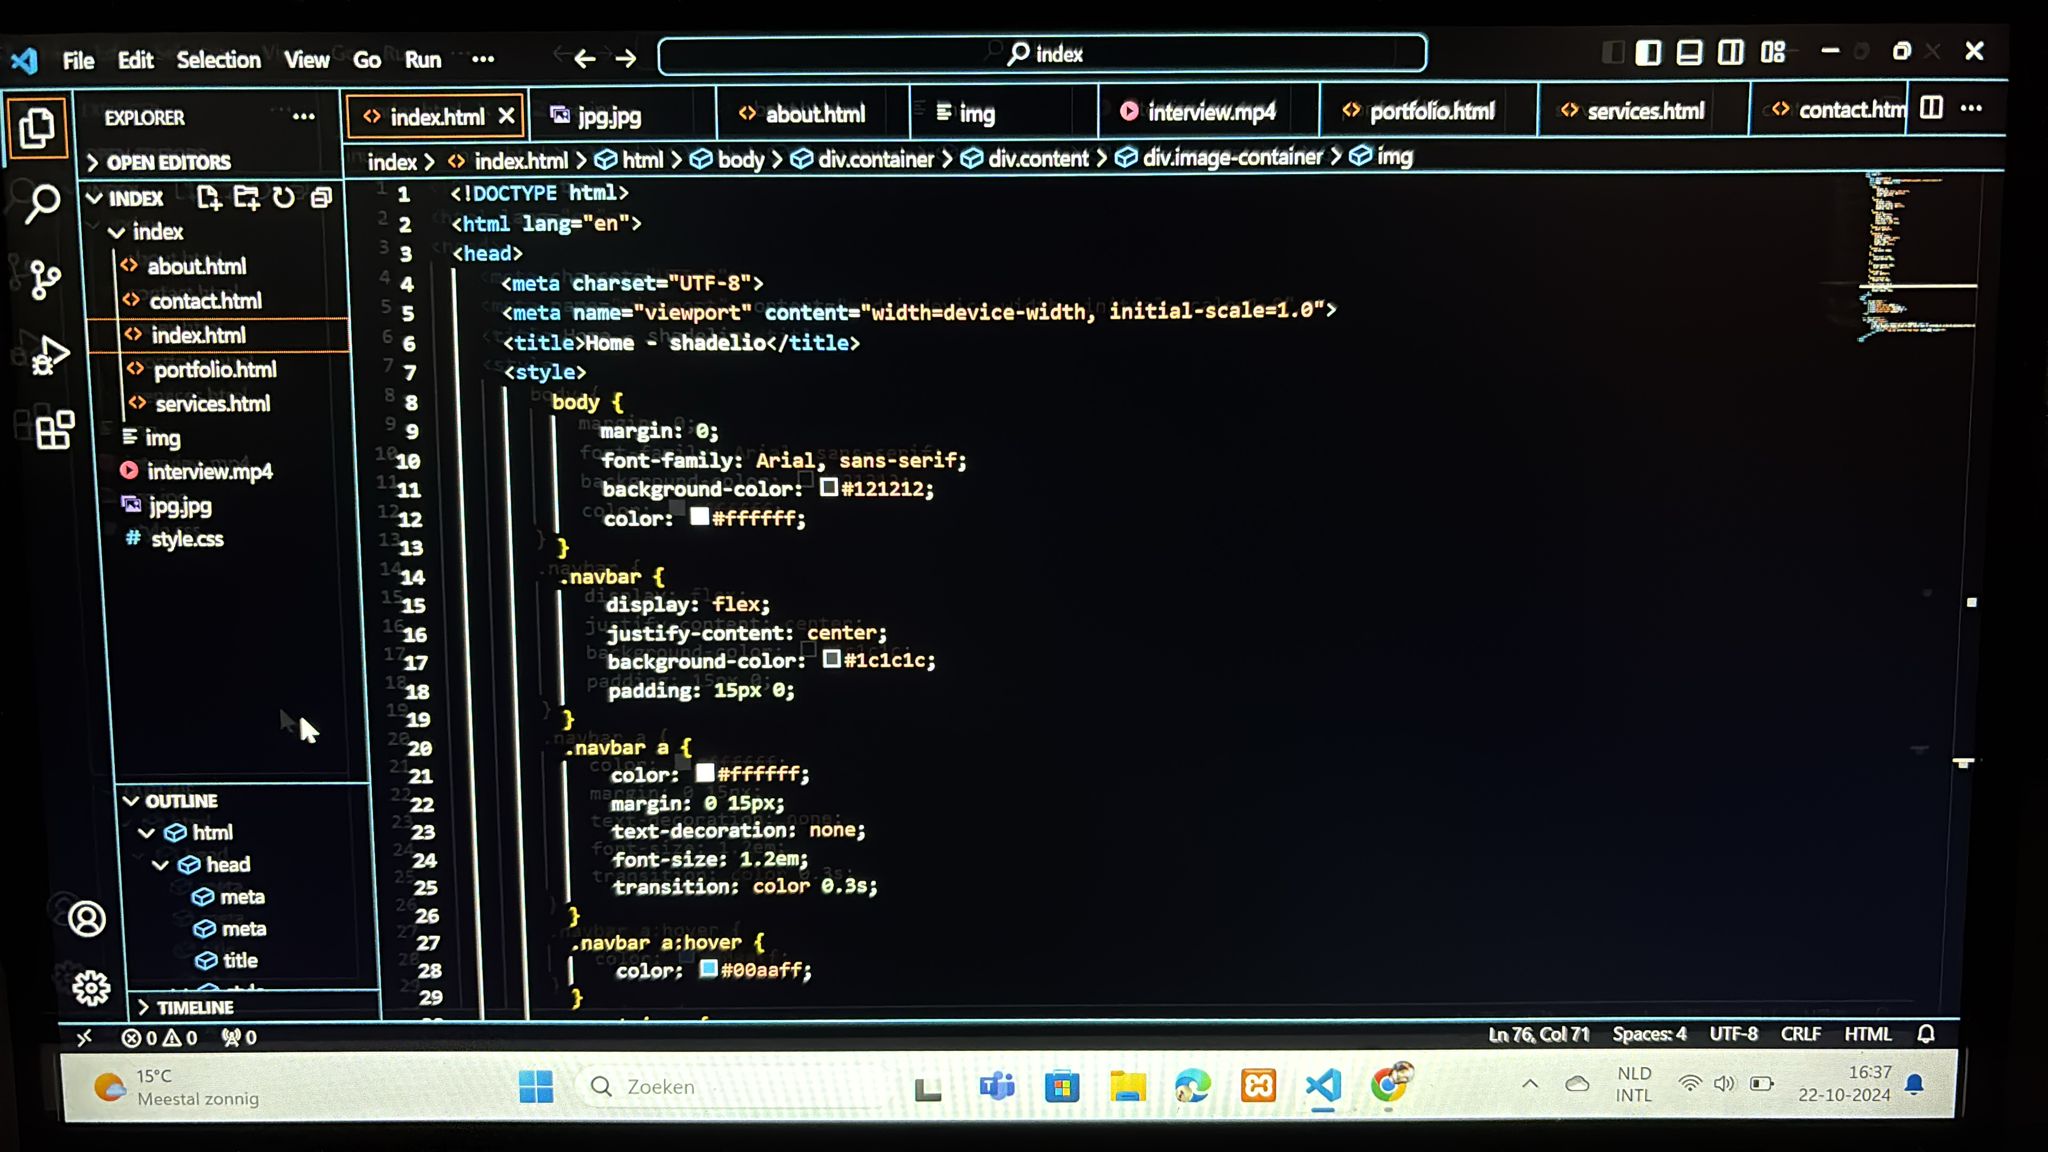 File Edit Selection View Go Run ··· index
EXPLORER ···
index.html jpg.jpg about.html img interview.mp4 portfolio.html services.html contact.htm ···
OPEN EDITORS
index > index.html > html > body > div.container > div.content > div.image-container > img
INDEX
index
about.html
contact.html
index.html
portfolio.html
services.html
img
interview.mp4
jpg.jpg
style.css
OUTLINE
html
head
meta
meta
title
TIMELINE
1 <!DOCTYPE html>
2 <html lang="en">
3 <head>
4 <meta charset="UTF-8">
5 <meta name="viewport" content="width=device-width, initial-scale=1.0">
6 <title>Home - shadelio</title>
7 <style>
8 body {
9 margin: 0;
10 font-family: Arial, sans-serif;
11 background-color: #121212;
12 color: #ffffff;
13 }
14 .navbar {
15 display: flex;
16 justify-content: center;
17 background-color: #1c1c1c;
18 padding: 15px 0;
19 }
20 .navbar a {
21 color: #ffffff;
22 margin: 0 15px;
23 text-decoration: none;
24 font-size: 1.2em;
25 transition: color 0.3s;
26 }
27 .navbar a:hover {
28 color: #00aaff;
29 }
0 0 0 Ln 76, Col 71 Spaces: 4 UTF-8 CRLF HTML
15°C
Meestal zonnig
Zoeken
NLD
INTL
16:37
22-10-2024